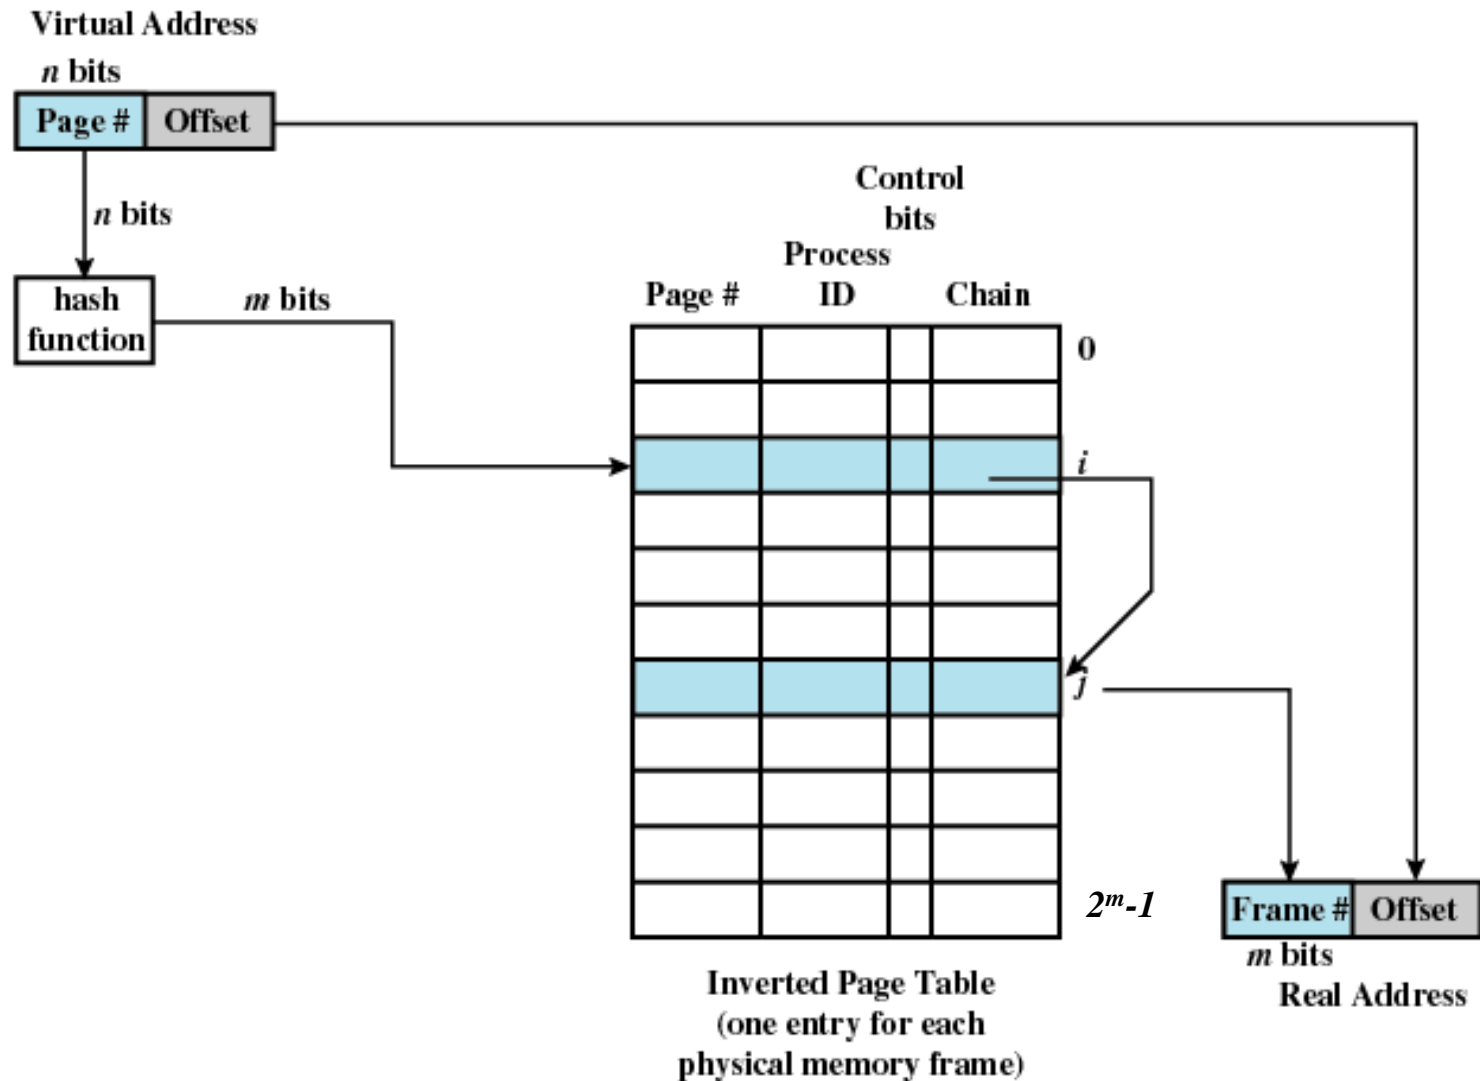 Virtual Address
n bits
Page # Offset
n bits
hash
function
m bits
Control
bits
Process
Page # ID Chain
0
i
j
2^m-1
Frame # Offset
m bits
Real Address
Inverted Page Table
(one entry for each
physical memory frame)